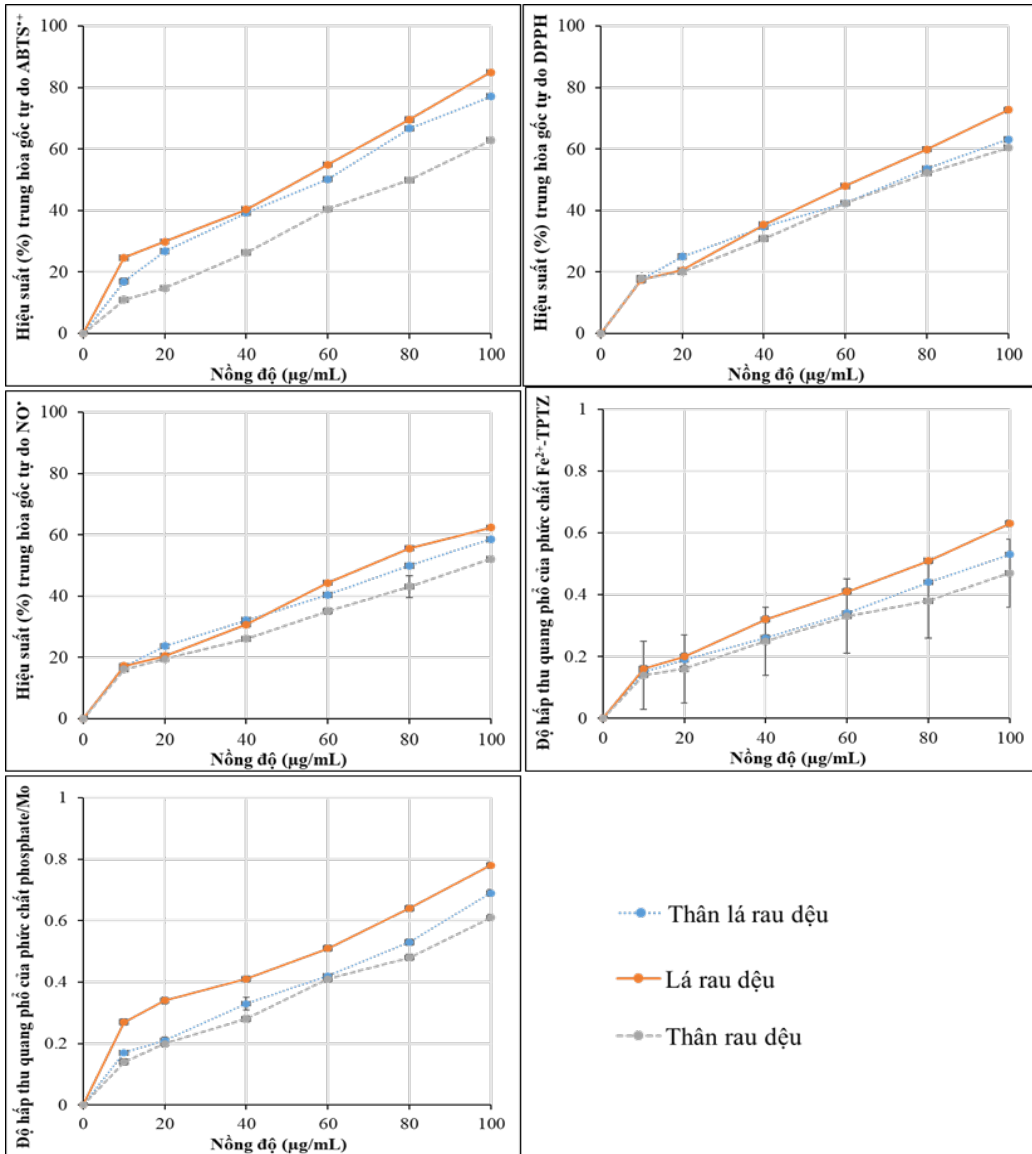 Hiệu suất (%) trung hòa gốc tự do ABTS•+
100
80
60
40
20
0
0 20 40 60 80 100
Nồng độ (µg/mL)
Hiệu suất (%) trung hòa gốc tự do DPPH
100
80
60
40
20
0
0 20 40 60 80 100
Nồng độ (µg/mL)
Hiệu suất (%) trung hòa gốc tự do NO•
100
80
60
40
20
0
0 20 40 60 80 100
Nồng độ (µg/mL)
Độ hấp thu quang phổ của phức chất Fe²⁺-TPTZ
1
0.8
0.6
0.4
0.2
0
0 20 40 60 80 100
Nồng độ (µg/mL)
Độ hấp thu quang phổ của phức chất phosphate/Mo
1
0.8
0.6
0.4
0.2
0
0 20 40 60 80 100
Nồng độ (µg/mL)
Thân lá rau dệu
Lá rau dệu
Thân rau dệu